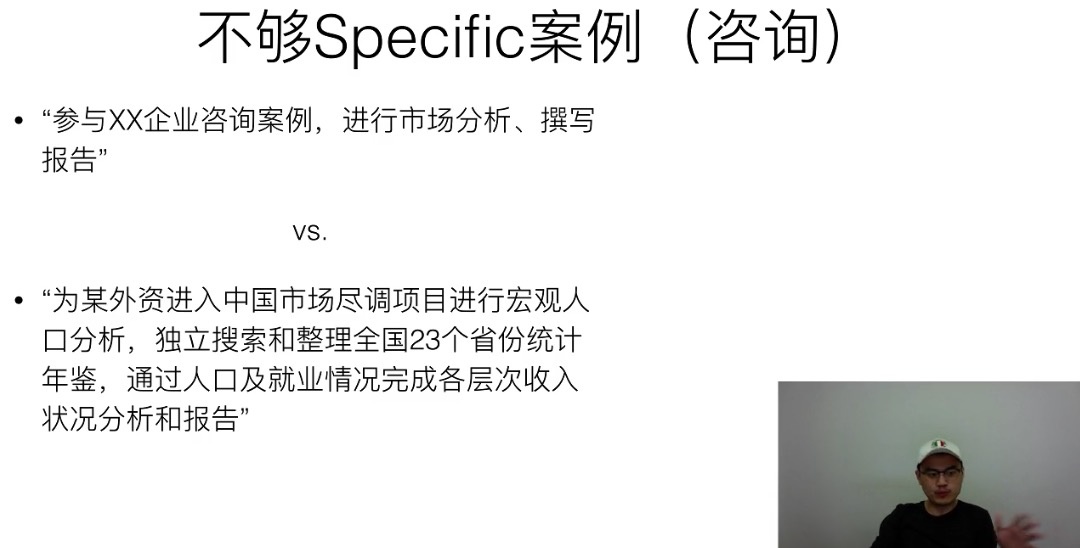 不够Specific案例（咨询）
• “参与XX企业咨询案例，进行市场分析、撰写
报告”
vs.
• “为某外资进入中国市场尽调项目进行宏观人
口分析，独立搜索和整理全国23个省份统计
年鉴，通过人口及就业情况完成各层次收入
状况分析和报告”